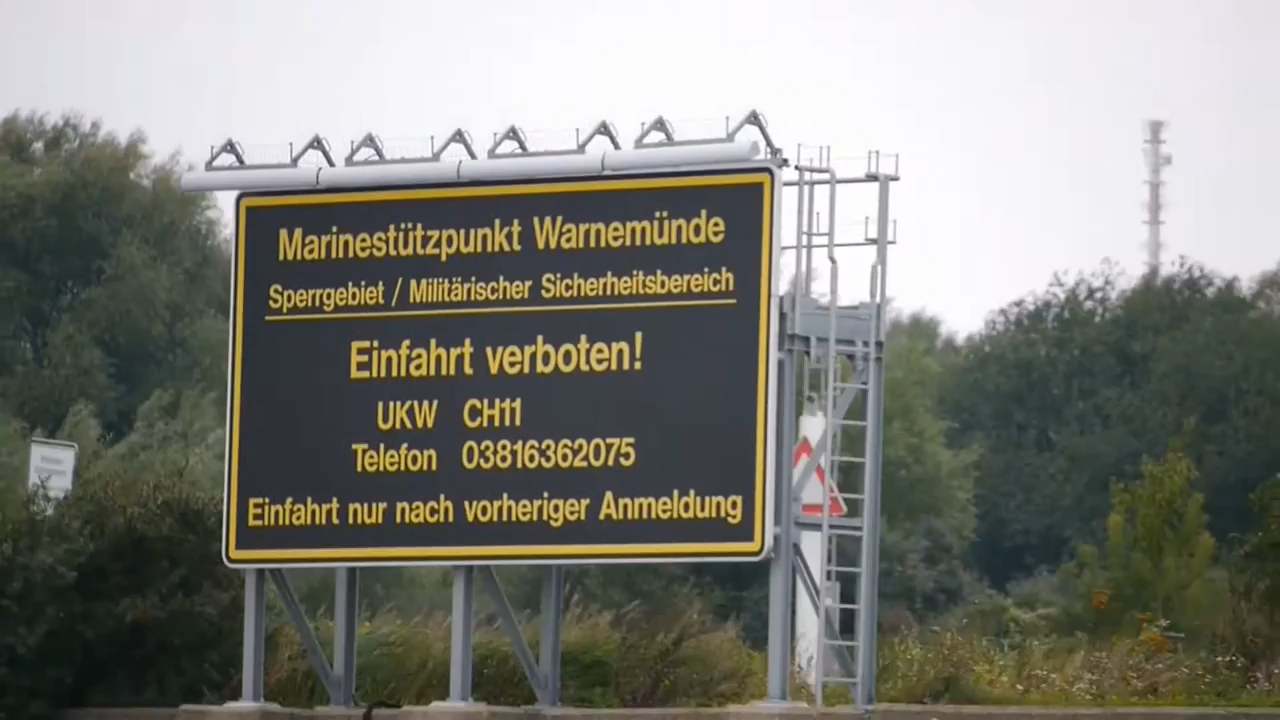 Marinestützpunkt Warnemünde
Sperrgebiet / Militärischer Sicherheitsbereich
Einfahrt verboten!
UKW CH11
Telefon 03816362075
Einfahrt nur nach vorheriger Anmeldung